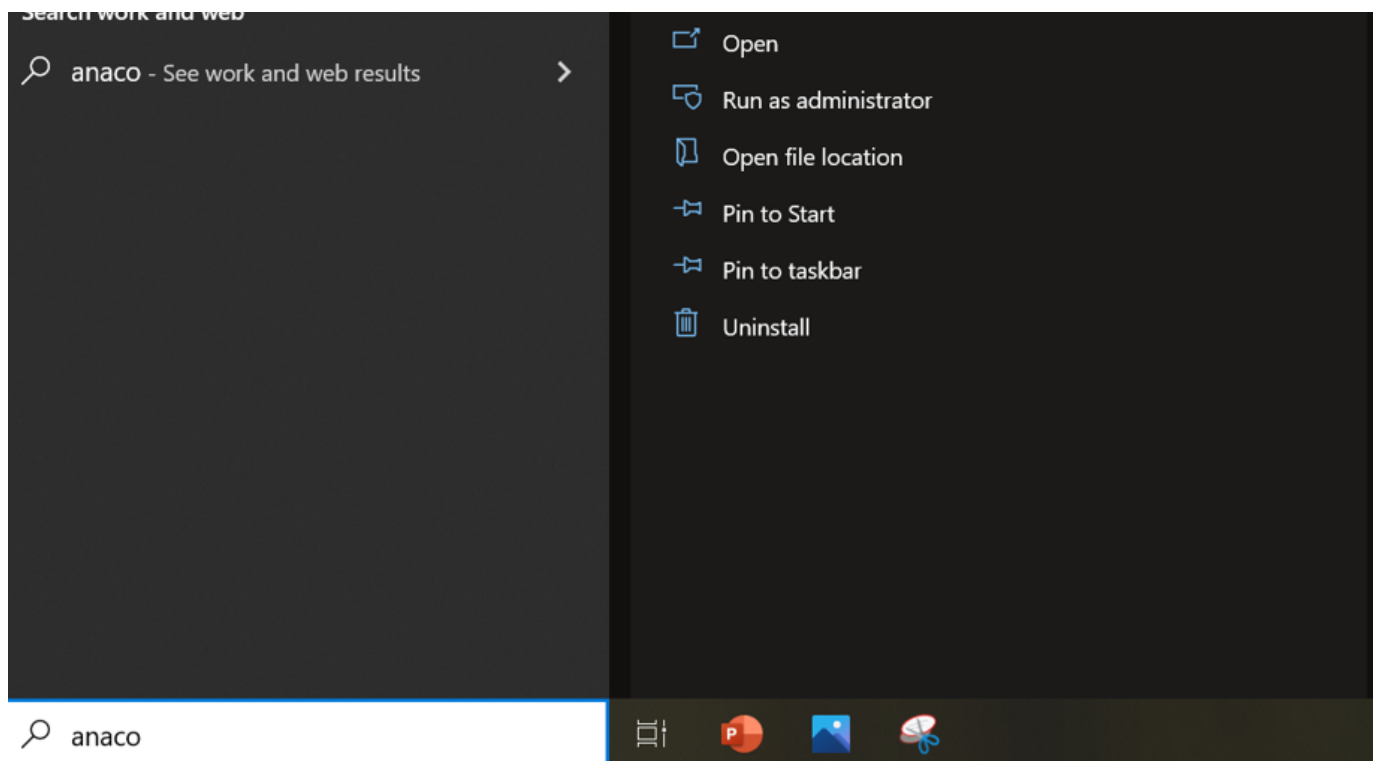 Search work and web
anaco - See work and web results
Open
Run as administrator
Open file location
Pin to Start
Pin to taskbar
Uninstall
anaco
P